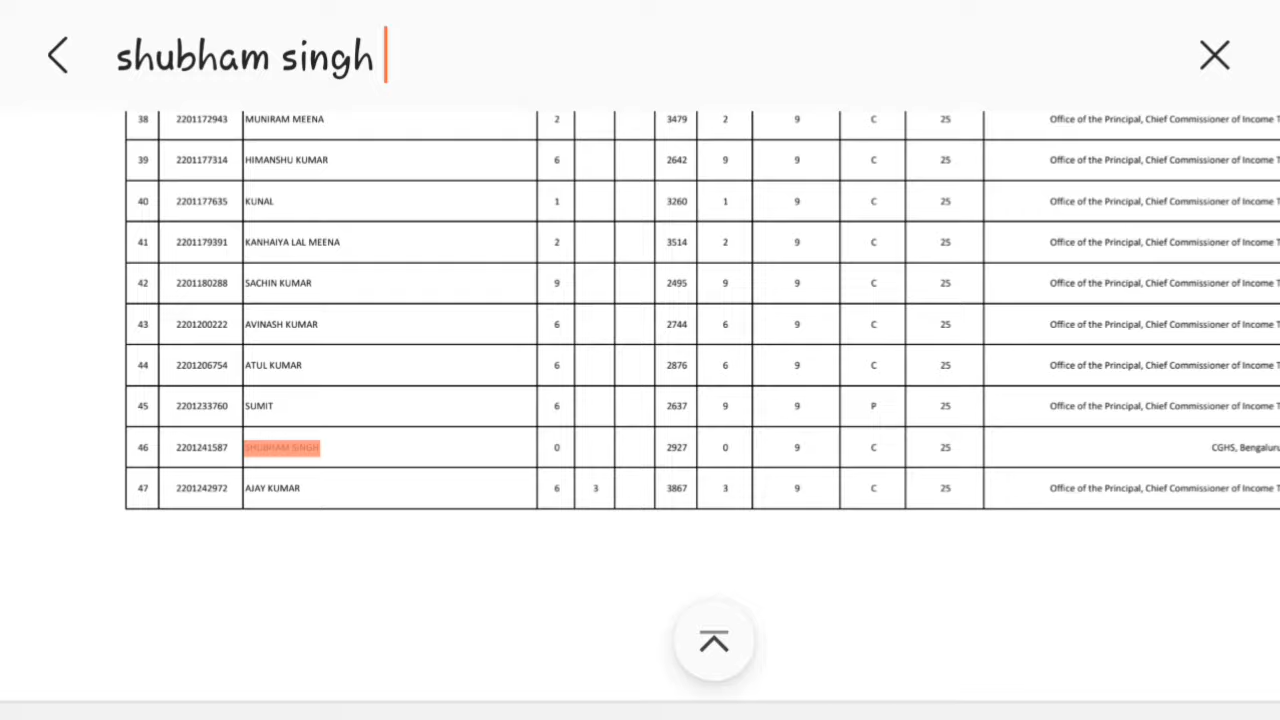 shubham singh
38 2201172943 MUNIRAM MEENA 2 3479 2 9 C 25 Office of the Principal, Chief Commissioner of Income T
39 2201177314 HIMANSHU KUMAR 6 2642 9 9 C 25 Office of the Principal, Chief Commissioner of Income T
40 2201177635 KUNAL 1 3260 1 9 C 25 Office of the Principal, Chief Commissioner of Income T
41 2201179391 KANHAIYA LAL MEENA 2 3514 2 9 C 25 Office of the Principal, Chief Commissioner of Income T
42 2201180288 SACHIN KUMAR 9 2495 9 9 C 25 Office of the Principal, Chief Commissioner of Income T
43 2201200222 AVINASH KUMAR 6 2744 6 9 C 25 Office of the Principal, Chief Commissioner of Income T
44 2201206754 ATUL KUMAR 6 2876 6 9 C 25 Office of the Principal, Chief Commissioner of Income T
45 2201233760 SUMIT 6 2637 9 9 P 25 Office of the Principal, Chief Commissioner of Income T
46 2201241587 SHUBHAM SINGH 0 2927 0 9 C 25 CGHS, Bengaluru
47 2201242972 AJAY KUMAR 6 3 3867 3 9 C 25 Office of the Principal, Chief Commissioner of Income T